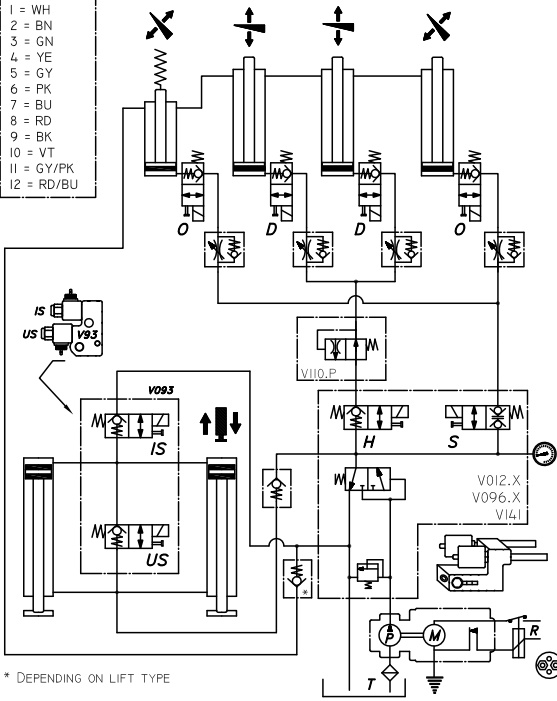 1 = WH
2 = BN
3 = GN
4 = YE
5 = GY
6 = PK
7 = BU
8 = RD
9 = BK
10 = VT
11 = GY/PK
12 = RD/BU
O
D
D
O
IS
US
V93
V110.P
V093
IS
US
H
S
V012.X
V096.X
V141
*
P
M
R
T
* DEPENDING ON LIFT TYPE